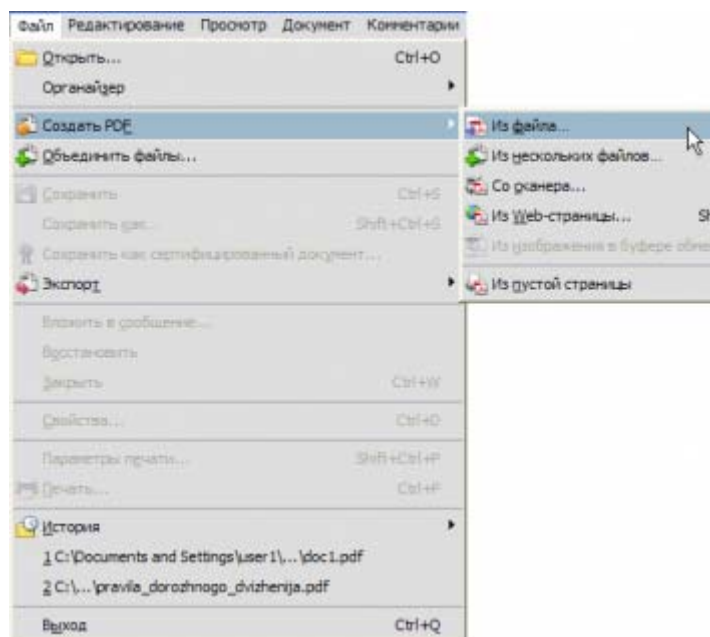 Файл Редактирование Просмотр Документ Комментарии
Открыть... Ctrl+O
Органайзер
Создать PDF
Объединить файлы...
Сохранить Ctrl+S
Сохранить как... Shift+Ctrl+S
Сохранить как сертифицированный документ...
Экспорт
Вложить в сообщение...
Восстановить
Закрыть Ctrl+W
Свойства... Ctrl+D
Параметры печати... Shift+Ctrl+P
Печать... Ctrl+P
История
1 C:\Documents and Settings\user1\...\doc1.pdf
2 C:\...\pravila_dorozhnogo_dvizhenija.pdf
Выход Ctrl+Q
Из файла...
Из нескольких файлов...
Со сканера...
Из Web-страницы... Sh
Из изображения в буфере обме
Из пустой страницы